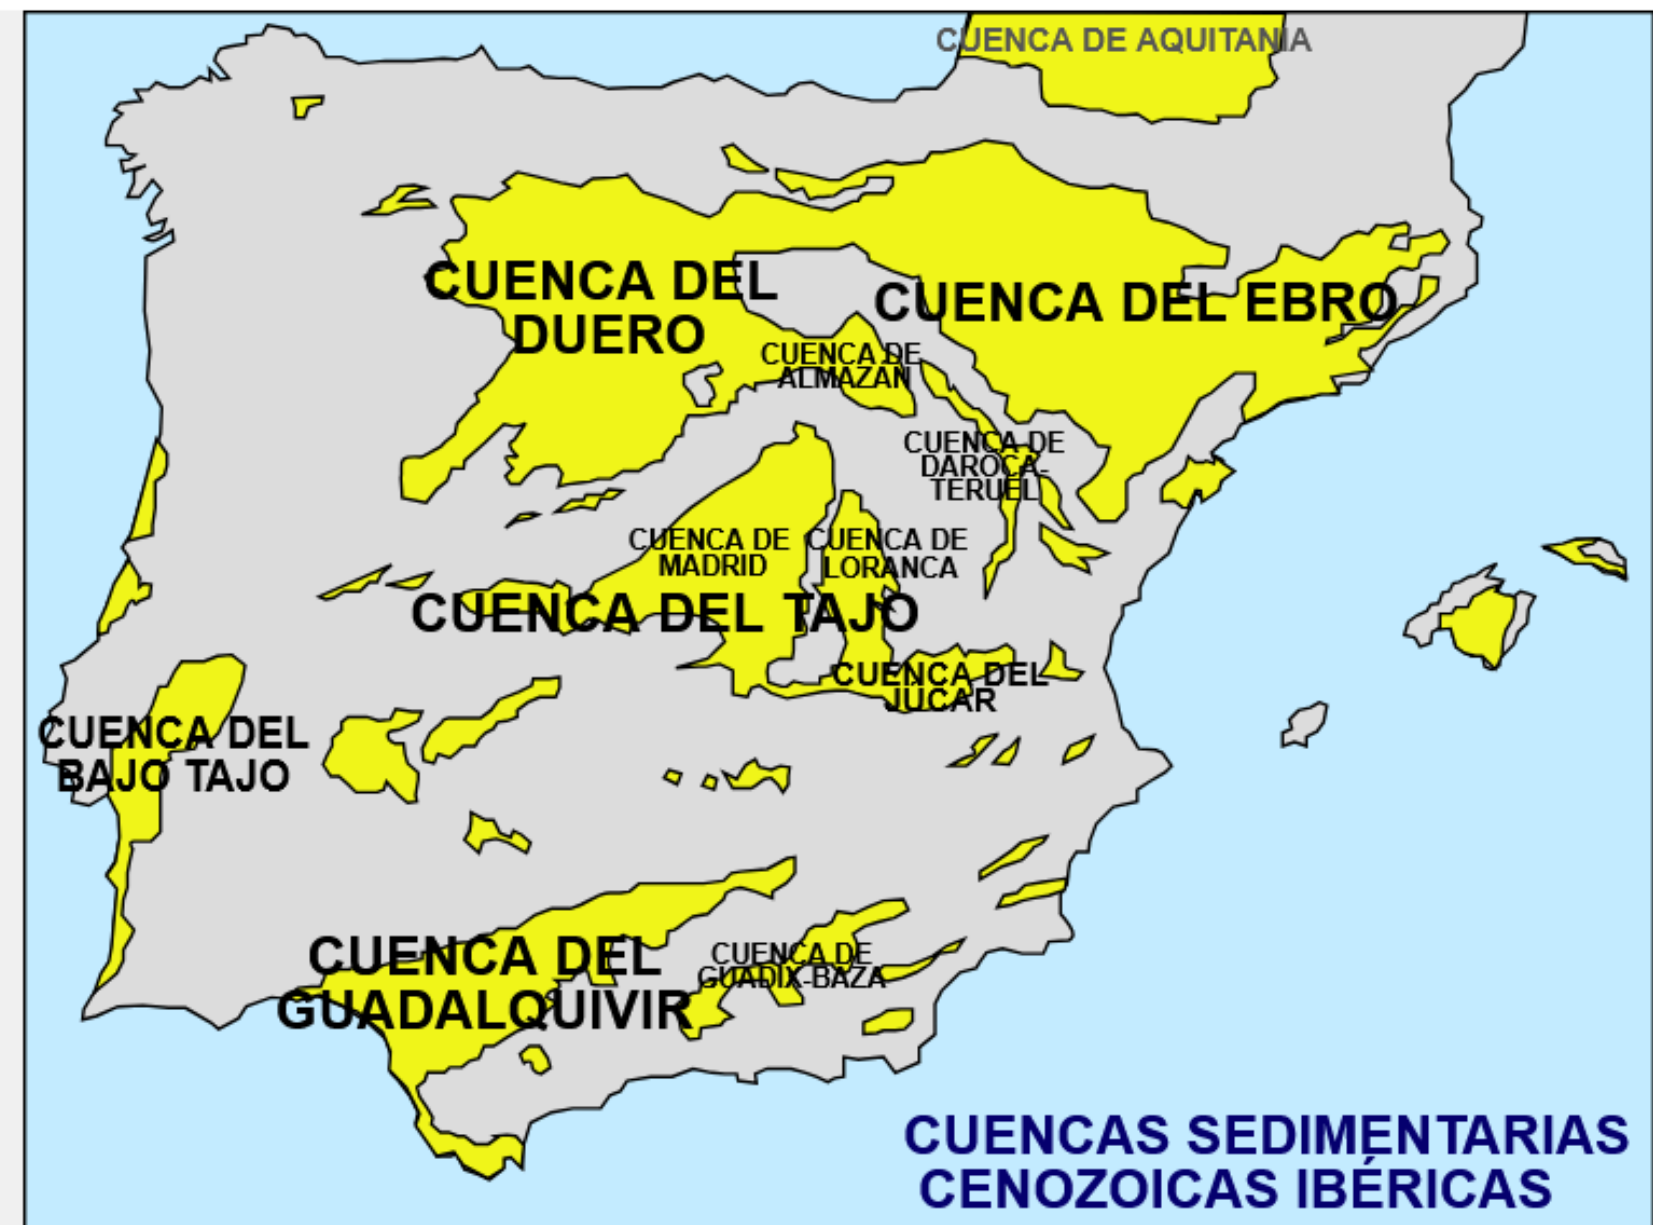 CUENCA DE AQUITANIA
CUENCA DEL
DUERO
CUENCA DEL EBRO
CUENCA DE
ALMAZAN
CUENCA DE
DAROCA-
TERUEL
CUENCA DE
MADRID
CUENCA DE
LORANCA
CUENCA DEL TAJO
CUENCA DEL
JÚCAR
CUENCA DEL
BAJO TAJO
CUENCA DEL
GUADALQUIVIR
CUENCA DE
GUADIX-BAZA
CUENCAS SEDIMENTARIAS
CENOZOICAS IBÉRICAS